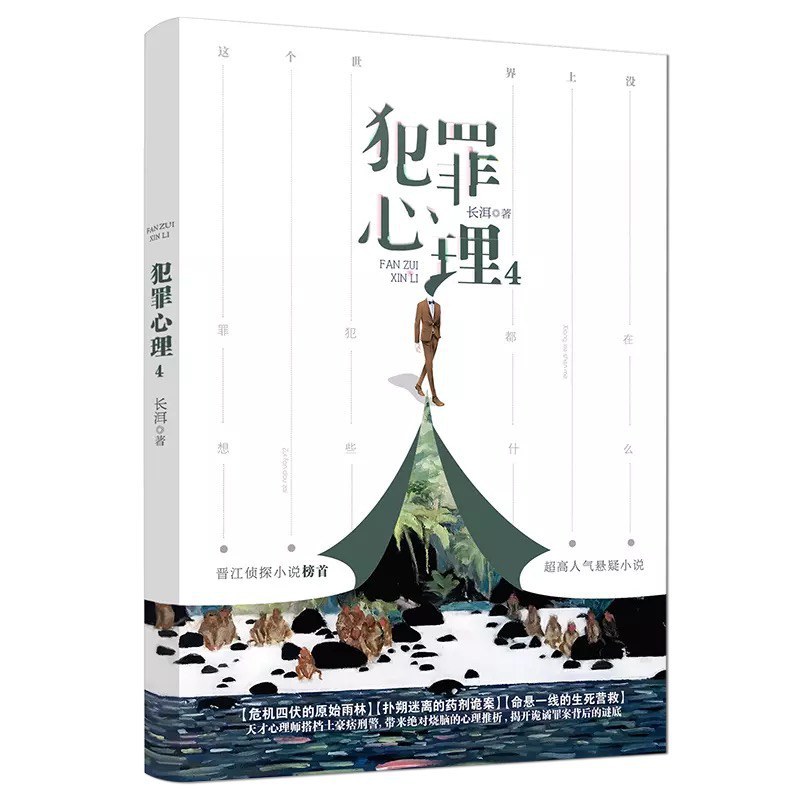 FAN ZUI
XIN LI
犯罪心理
4
长洱◎著
这个世界上没
犯罪
心理4
长洱◎著
FAN ZUI
XIN LI
罪犯都在
想些什么
晋江侦探小说榜首
超高人气悬疑小说
【危机四伏的原始雨林】【扑朔迷离的药剂诡案】【命悬一线的生死营救】
天才心理师搭档土豪痞刑警,带来绝对烧脑的心理推析,揭开诡谲罪案背后的谜底